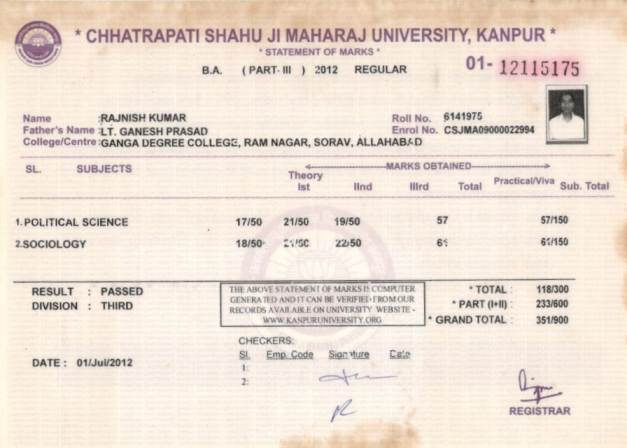 * CHHATRAPATI SHAHU JI MAHARAJ UNIVERSITY, KANPUR *
* STATEMENT OF MARKS *
B.A. ( PART- III ) 2012 REGULAR
01- 12115175
Name : RAJNISH KUMAR Roll No. 6141975
Father's Name : LT. GANESH PRASAD Enrol No. CSJMA09000022994
College/Centre : GANGA DEGREE COLLEGE, RAM NAGAR, SORAV, ALLAHABAD
SL. SUBJECTS MARKS OBTAINED
Theory
Ist IInd IIIrd Total Practical/Viva Sub. Total
1. POLITICAL SCIENCE 17/50 21/50 19/50 57 57/150
2. SOCIOLOGY 18/50 21/50 22/50 61 61/150
RESULT : PASSED
DIVISION : THIRD
THE ABOVE STATEMENT OF MARKS IS COMPUTER
GENERATED AND IT CAN BE VERIFIED FROM OUR
RECORDS AVAILABLE ON UNIVERSITY WEBSITE -
WWW.KANPURUNIVERSITY.ORG
* TOTAL : 118/300
* PART (I+II) : 233/600
* GRAND TOTAL : 351/900
CHECKERS:
Sl. Emp. Code Signature Date
1:
2:
DATE : 01/Jul/2012
REGISTRAR